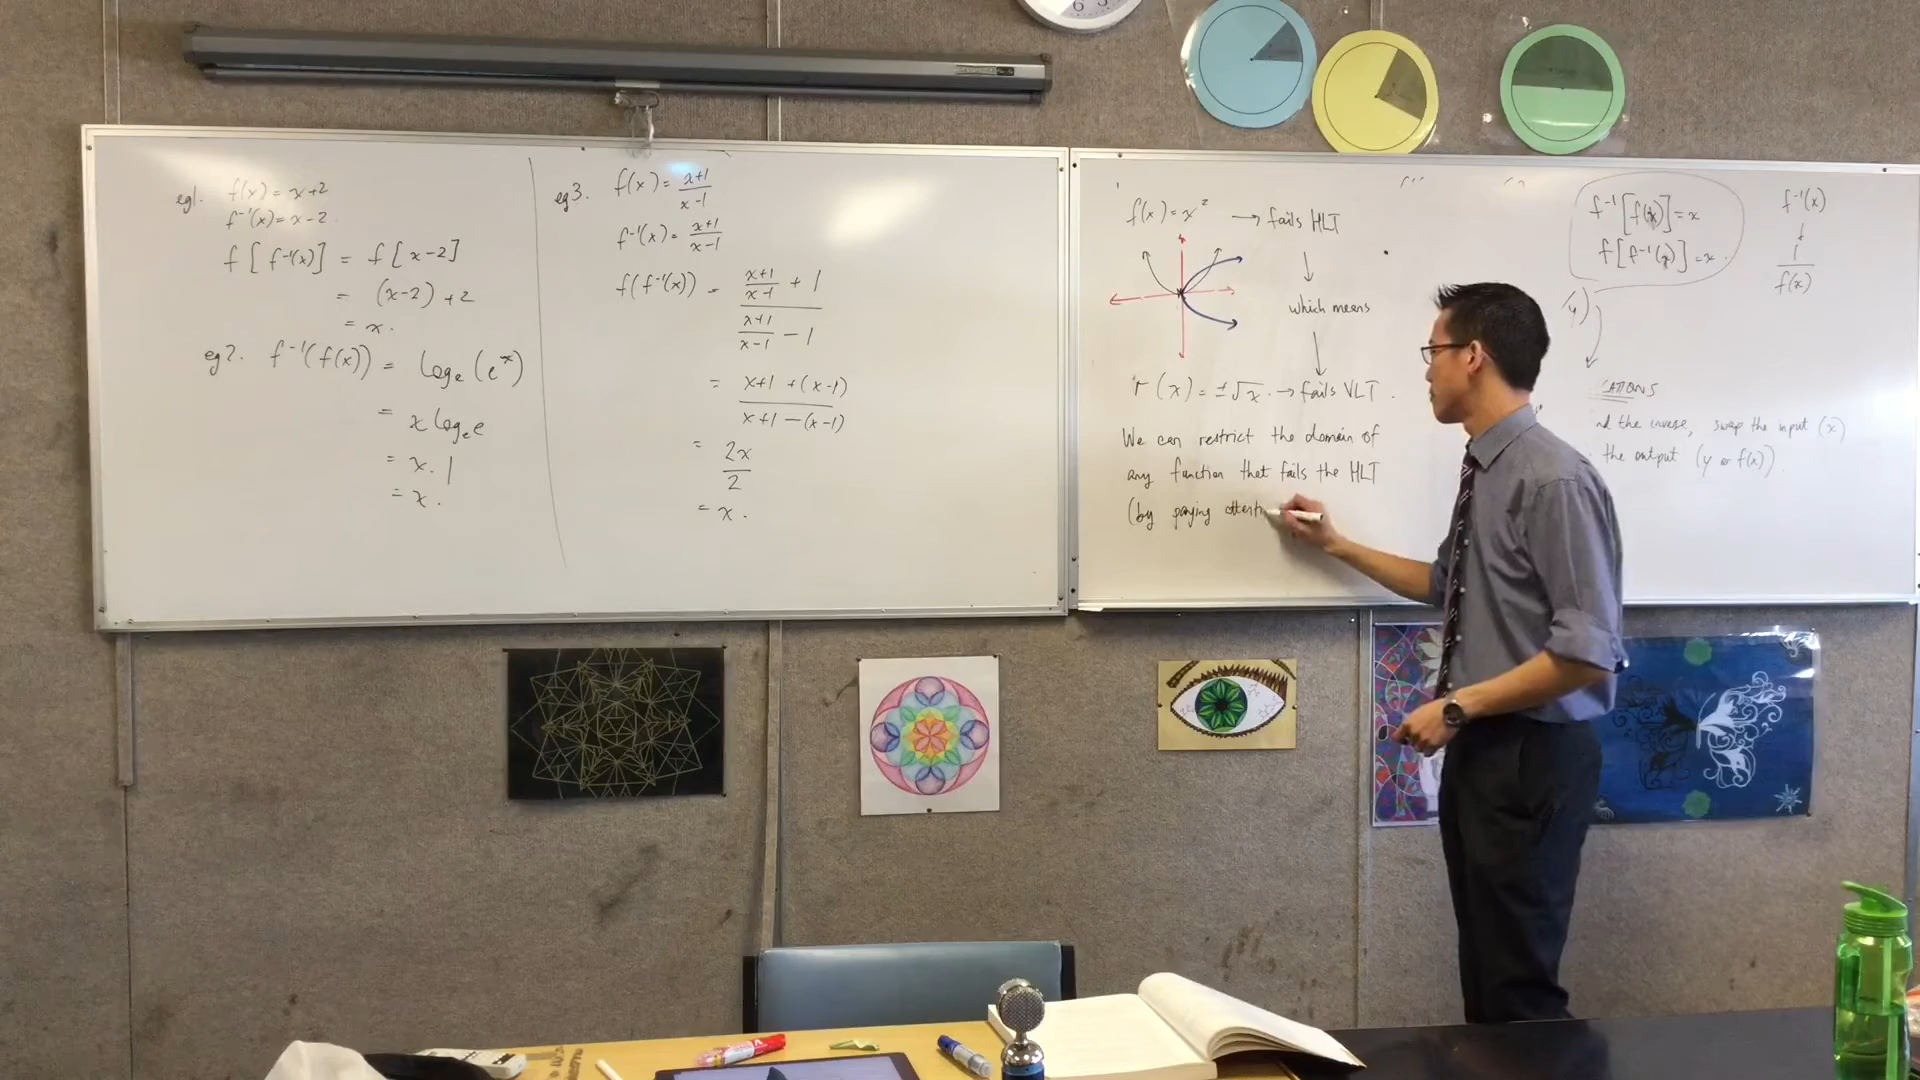 eg1. f(x) = x+2
f⁻¹(x) = x-2.
f[f⁻¹(x)] = f[x-2]
= (x-2) +2
= x.
eg2. f⁻¹(f(x)) = logₑ(eˣ)
= x logₑe
= x. 1
= x.
eg3. f(x) = (x+1)/(x-1)
f⁻¹(x) = (x+1)/(x-1)
f(f⁻¹(x)) = ((x+1)/(x-1) + 1)/((x+1)/(x-1) - 1)
= (x+1 + (x-1))/(x+1 - (x-1))
= 2x/2
= x.
f(x) = x² → fails HLT
↓
which means
↓
(x) = ±√x. → fails VLT.
We can restrict the domain of
any function that fails the HLT
(by paying
f⁻¹[f(x)] = x
f[f⁻¹(x)] = x.
f⁻¹(x)
↓
1/f(x)
the inverse, swap the input (x)
the output (y or f(x)).